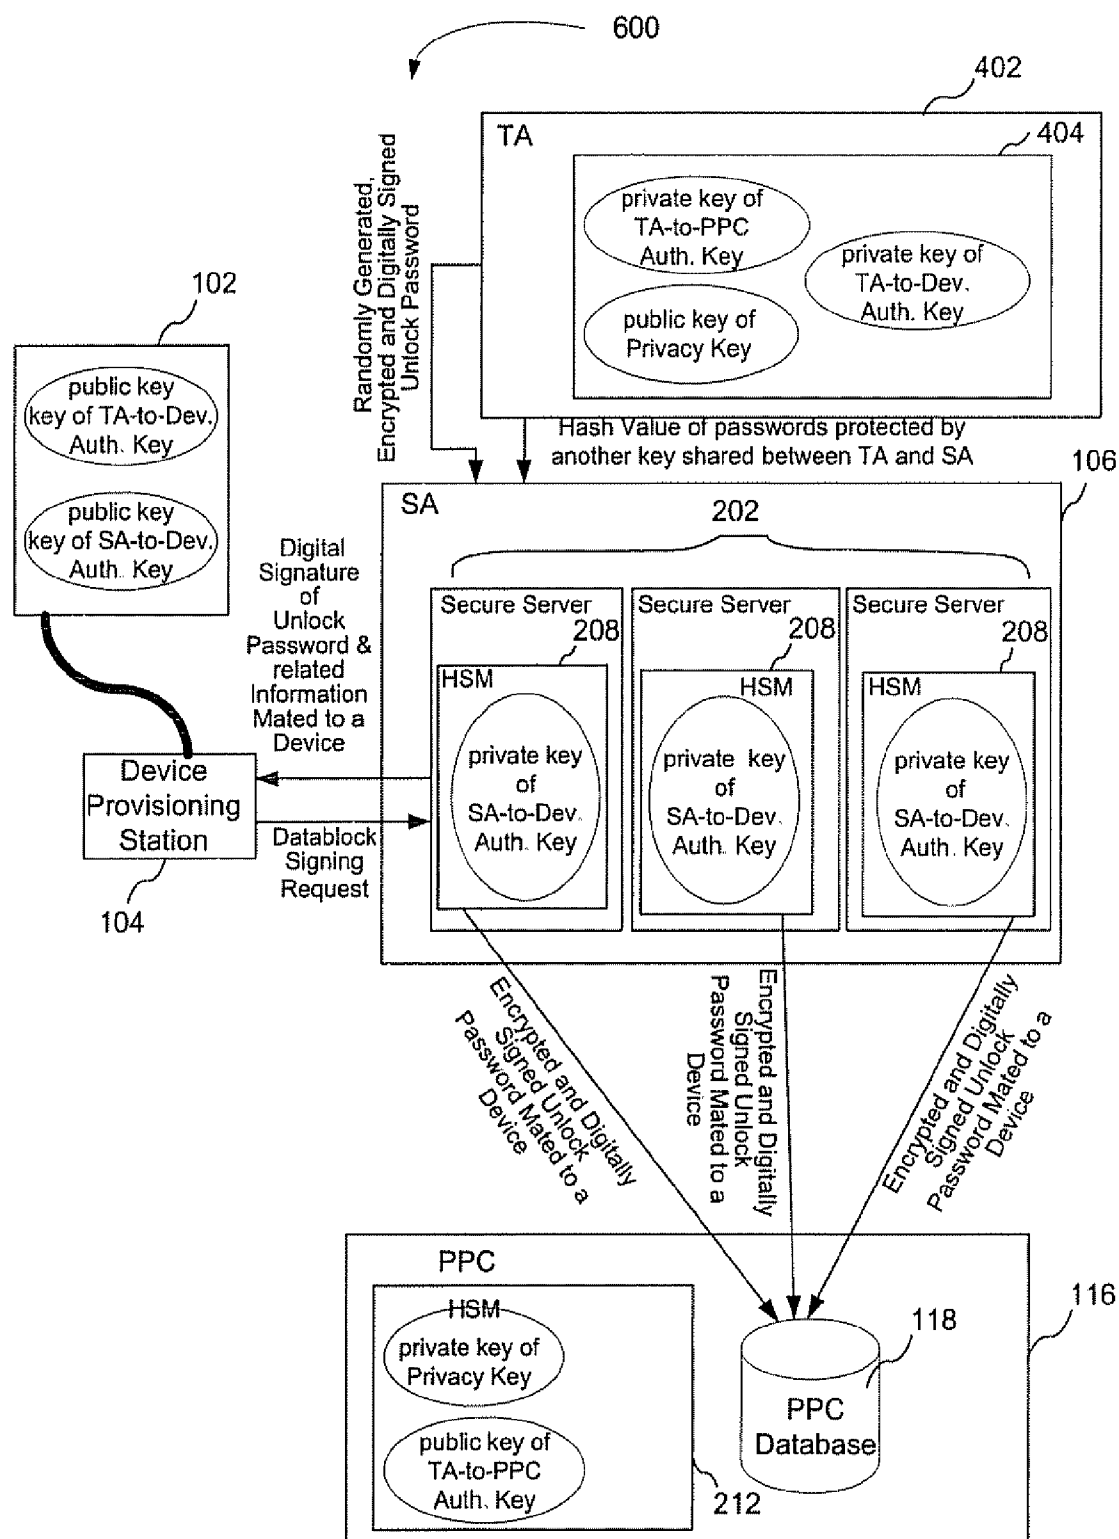 600
402
TA
404
private key of
TA-to-PPC
Auth. Key
private key of
TA-to-Dev.
Auth. Key
public key of
Privacy Key
Randomly Generated,
Encrypted and Digitally Signed
Unlock Password
Hash Value of passwords protected by
another key shared between TA and SA
102
public key
key of TA-to-Dev.
Auth. Key
public key
key of SA-to-Dev.
Auth. Key
106
SA
202
Digital
Signature
of
Unlock
Password &
related
Information
Mated to a
Device
Secure Server
208
HSM
private key
of
SA-to-Dev.
Auth. Key
Secure Server
208
HSM
private key
of
SA-to-Dev.
Auth. Key
Secure Server
208
HSM
private key
of
SA-to-Dev.
Auth. Key
Device
Provisioning
Station
104
Datablock
Signing
Request
Encrypted and Digitally
Signed Unlock
Password Mated to a
Device
Encrypted and Digitally
Signed Unlock
Password Mated to a
Device
Encrypted and Digitally
Signed Unlock
Password Mated to a
Device
PPC
116
HSM
private key of
Privacy Key
public key of
TA-to-PPC
Auth. Key
212
118
PPC
Database